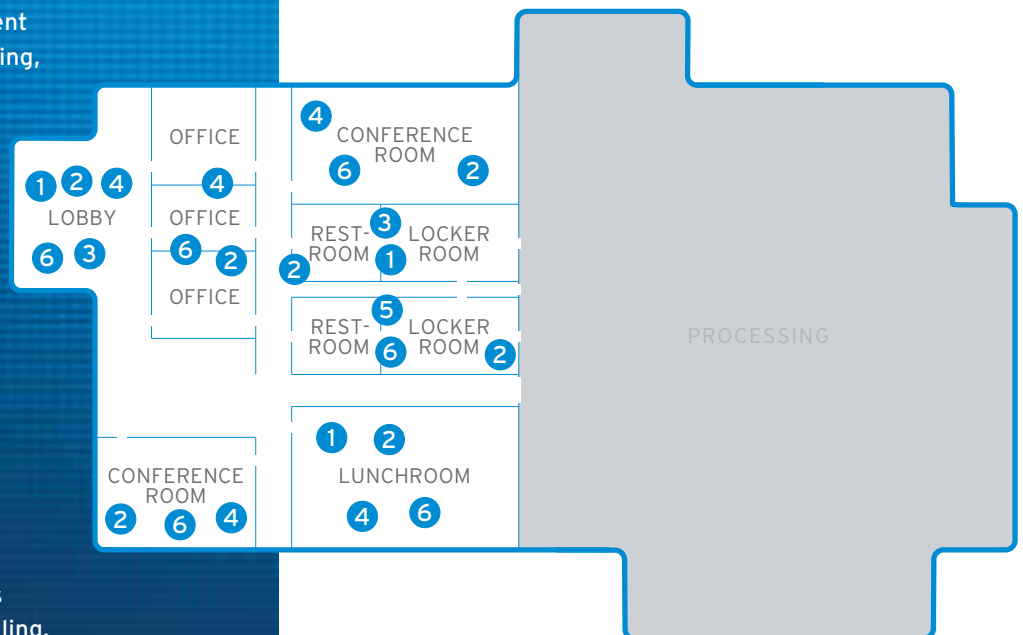 ent
ing,
OFFICE
4
CONFERENCE
ROOM
6
2
1
2
4
LOBBY
6
3
4
OFFICE
6
2
OFFICE
3
REST-
ROOM
LOCKER
ROOM
1
2
5
REST-
ROOM
LOCKER
ROOM
6
2
PROCESSING
1
2
LUNCHROOM
4
6
CONFERENCE
ROOM
2
6
4
s
ling.